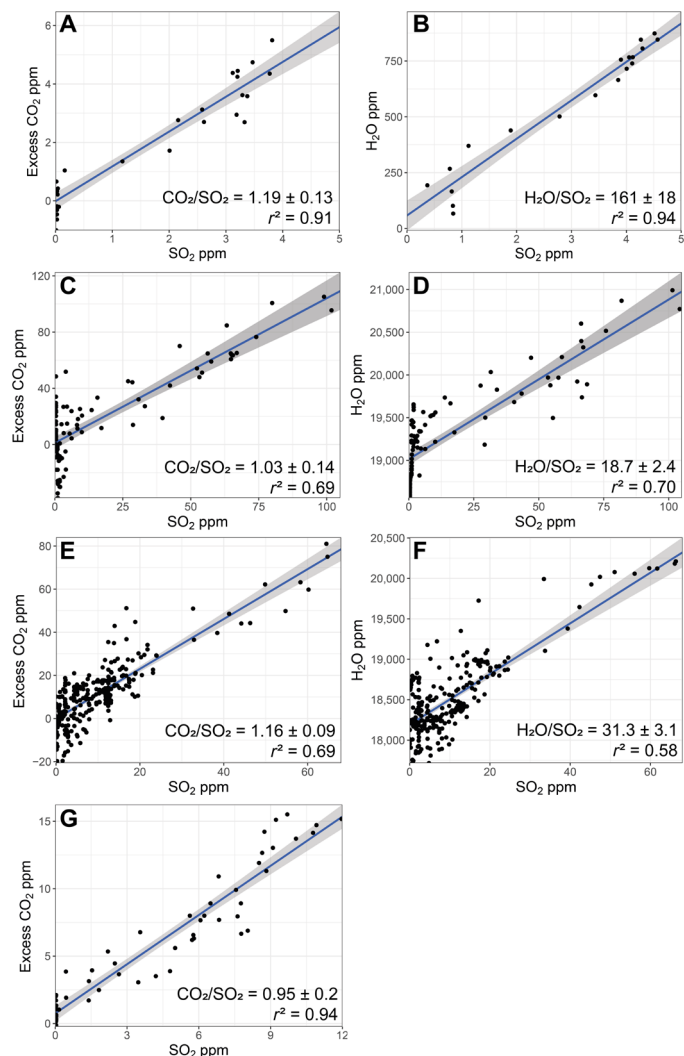 A
Excess CO₂ ppm
6
4
2
0
CO₂/SO₂ = 1.19 ± 0.13
r² = 0.91
0 1 2 3 4 5
SO₂ ppm
B
H₂O ppm
750
500
250
0
H₂O/SO₂ = 161 ± 18
r² = 0.94
0 1 2 3 4 5
SO₂ ppm
C
Excess CO₂ ppm
120
80
40
0
CO₂/SO₂ = 1.03 ± 0.14
r² = 0.69
0 25 50 75 100
SO₂ ppm
D
H₂O ppm
21,000
20,500
20,000
19,500
19,000
H₂O/SO₂ = 18.7 ± 2.4
r² = 0.70
0 25 50 75 100
SO₂ ppm
E
Excess CO₂ ppm
80
60
40
20
0
−20
CO₂/SO₂ = 1.16 ± 0.09
r² = 0.69
0 20 40 60
SO₂ ppm
F
H₂O ppm
20,500
20,000
19,500
19,000
18,500
18,000
H₂O/SO₂ = 31.3 ± 3.1
r² = 0.58
0 20 40 60
SO₂ ppm
G
Excess CO₂ ppm
15
10
5
0
CO₂/SO₂ = 0.95 ± 0.2
r² = 0.94
0 3 6 9 12
SO₂ ppm